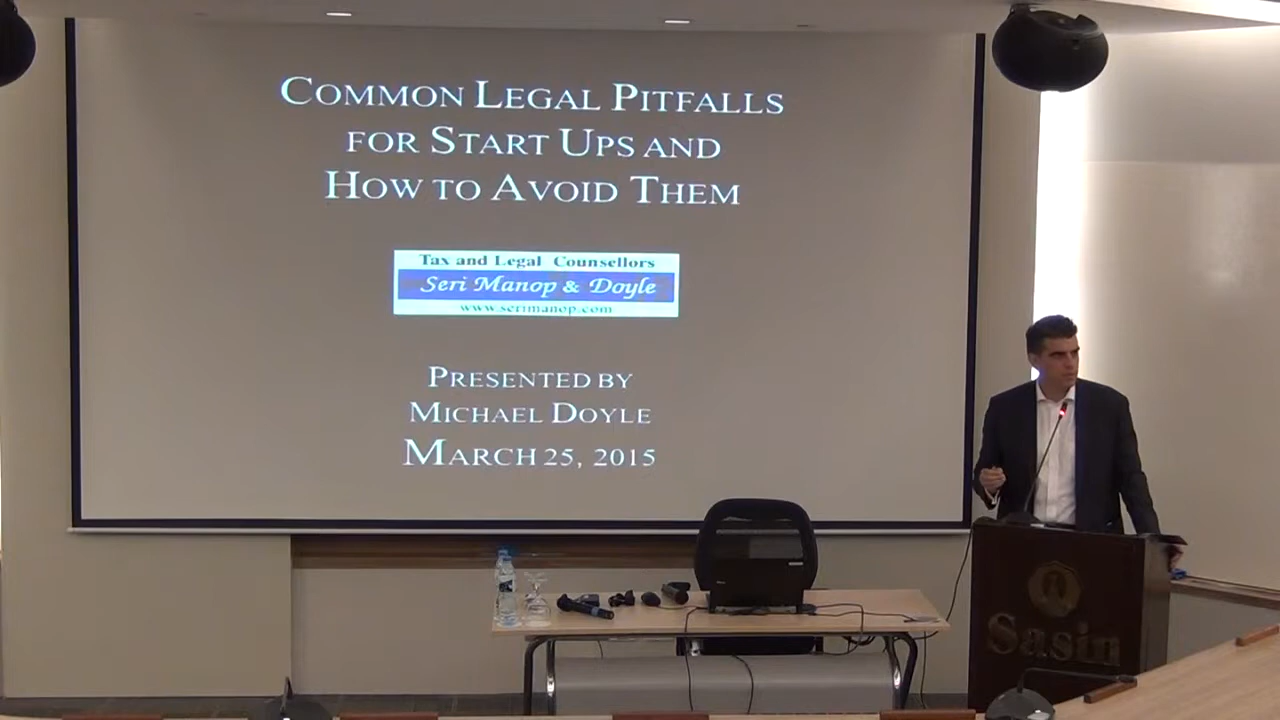 COMMON LEGAL PITFALLS
FOR START UPS AND
HOW TO AVOID THEM
Tax and Legal Counsellors
Seri Manop & Doyle
www.serimanop.com
PRESENTED BY
MICHAEL DOYLE
MARCH 25, 2015
Sasin